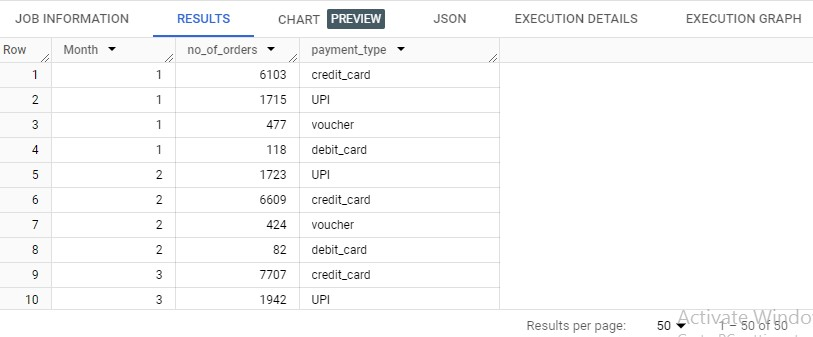 JOB INFORMATION RESULTS CHART PREVIEW JSON EXECUTION DETAILS EXECUTION GRAPH
Row Month no_of_orders payment_type
1 1 6103 credit_card
2 1 1715 UPI
3 1 477 voucher
4 1 118 debit_card
5 2 1723 UPI
6 2 6609 credit_card
7 2 424 voucher
8 2 82 debit_card
9 3 7707 credit_card
10 3 1942 UPI
Activate Windo
Results per page: 50 1 – 50 of 50